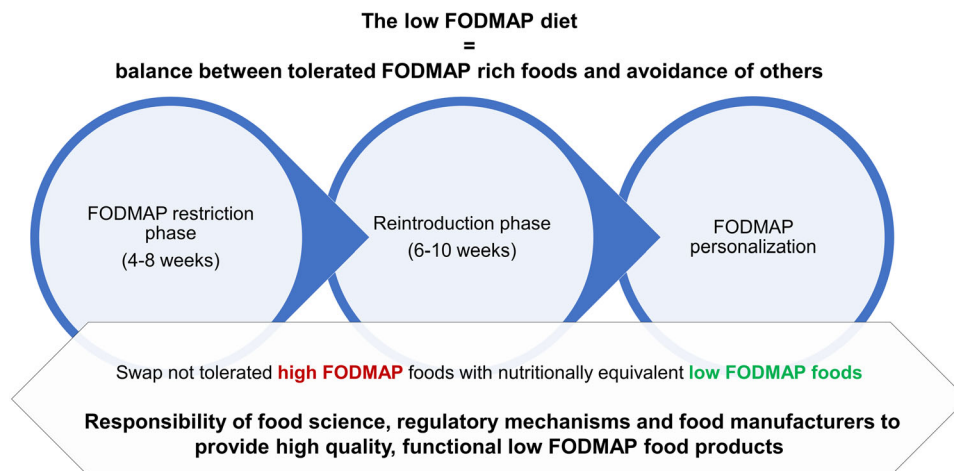 The low FODMAP diet
=
balance between tolerated FODMAP rich foods and avoidance of others
FODMAP restriction
phase
(4-8 weeks)
Reintroduction phase
(6-10 weeks)
FODMAP
personalization
Swap not tolerated high FODMAP foods with nutritionally equivalent low FODMAP foods
Responsibility of food science, regulatory mechanisms and food manufacturers to
provide high quality, functional low FODMAP food products